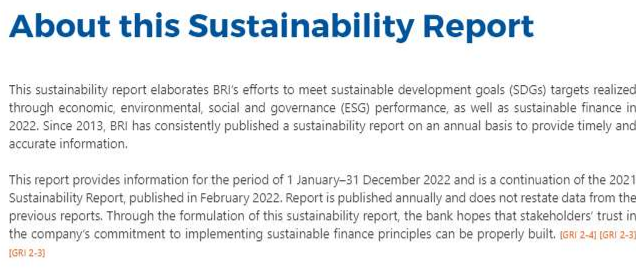 About this Sustainability Report
This sustainability report elaborates BRI's efforts to meet sustainable development goals (SDGs) targets realized
through economic, environmental, social and governance (ESG) performance, as well as sustainable finance in
2022. Since 2013, BRI has consistently published a sustainability report on an annual basis to provide timely and
accurate information.
This report provides information for the period of 1 January–31 December 2022 and is a continuation of the 2021
Sustainability Report, published in February 2022. Report is published annually and does not restate data from the
previous reports. Through the formulation of this sustainability report, the bank hopes that stakeholders' trust in
the company's commitment to implementing sustainable finance principles can be properly built. [GRI 2-4] [GRI 2-3]
[GRI 2-3]